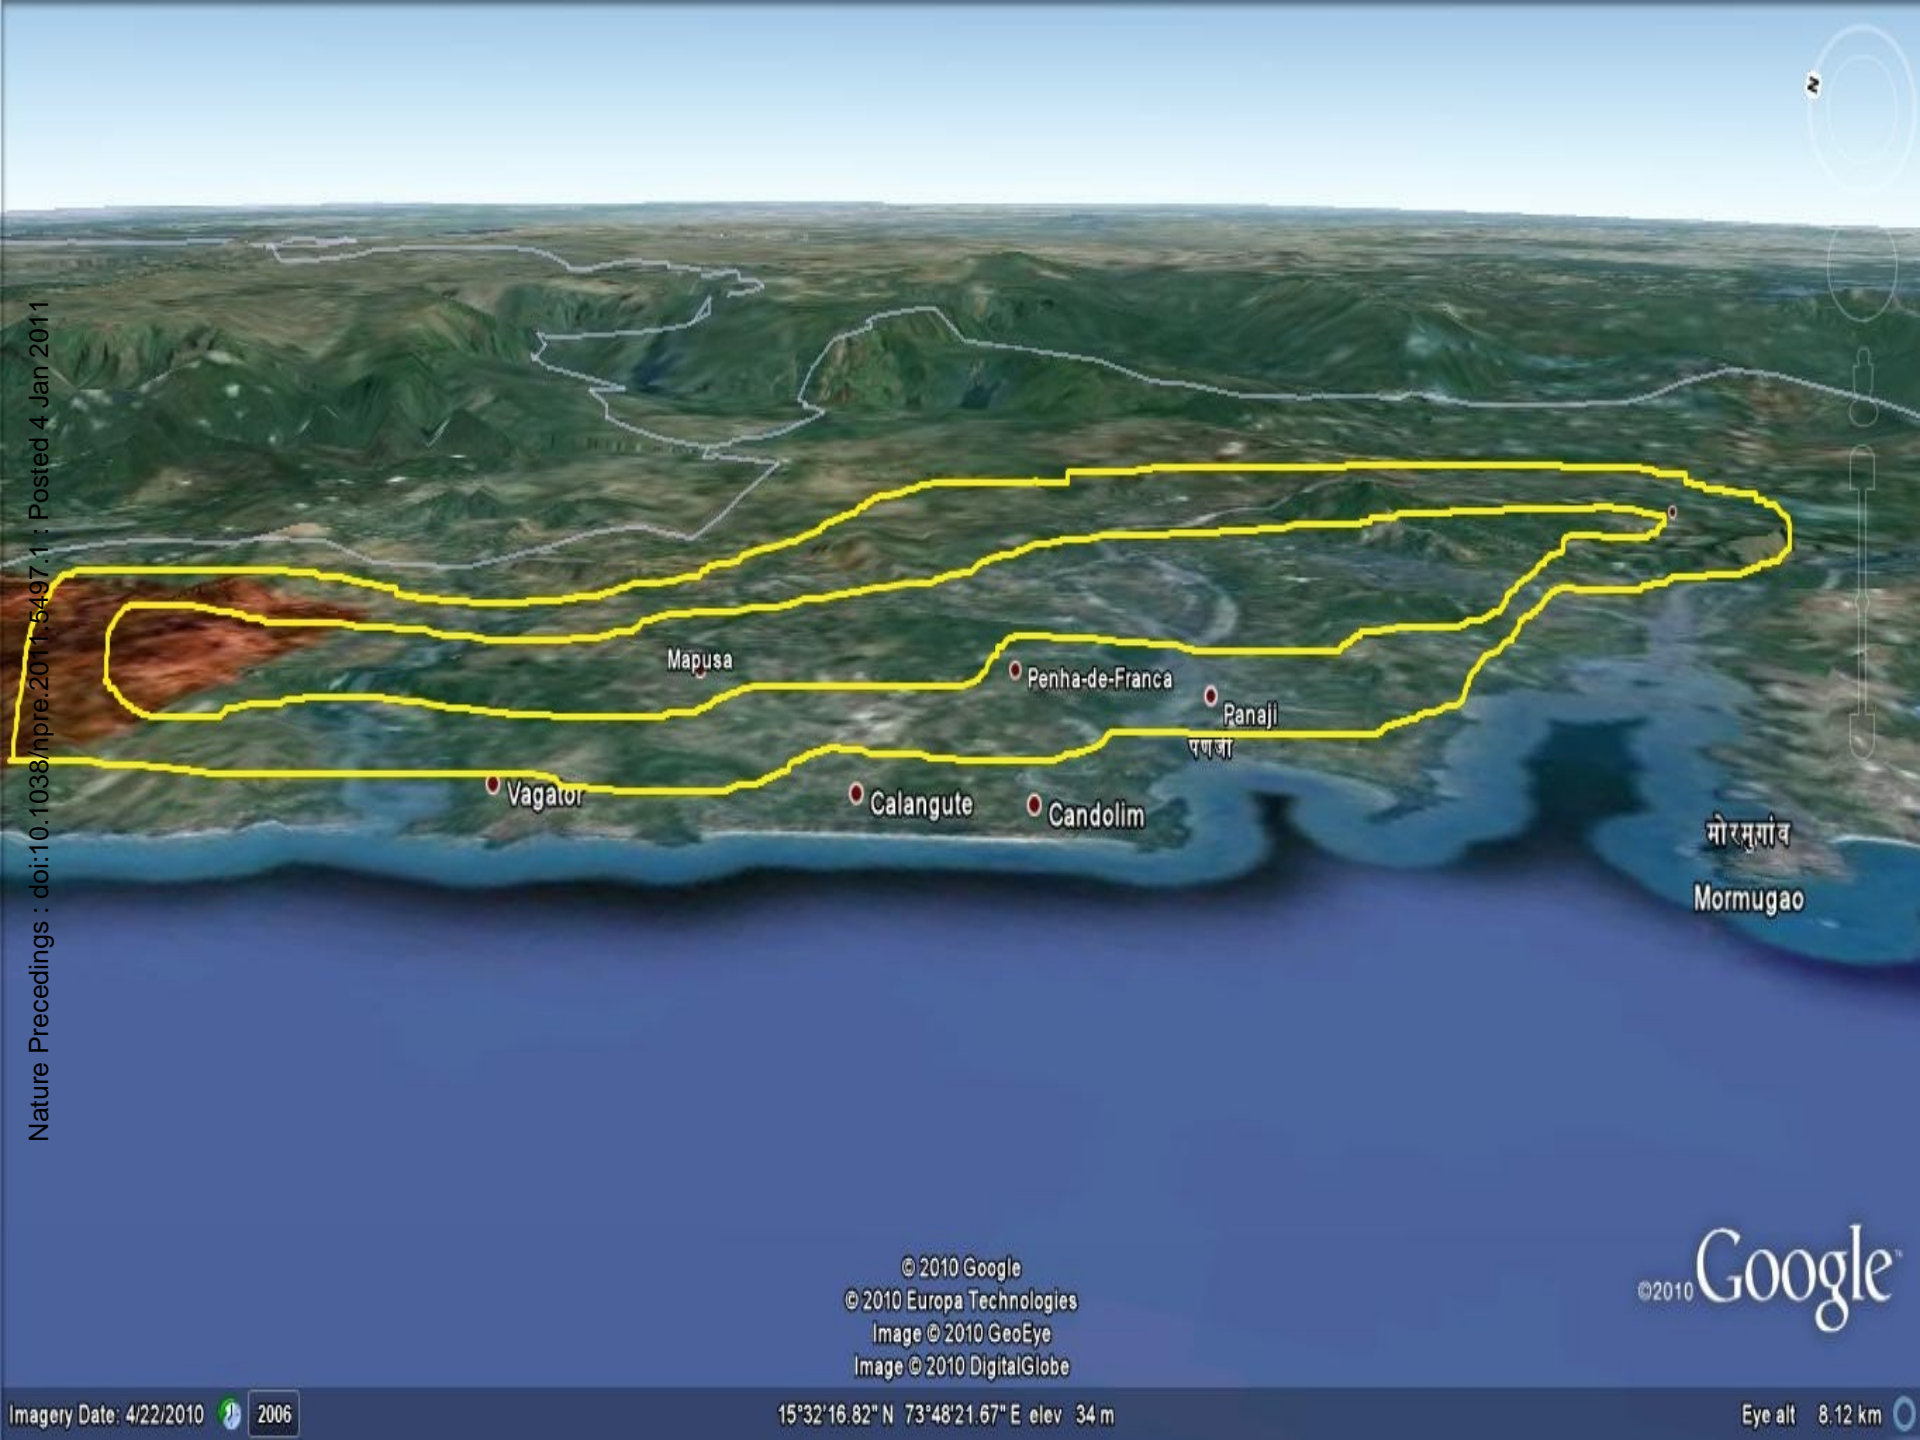 N
Nature Precedings : doi:10.1038/npre.2011.5497.1 : Posted 4 Jan 2011
Mapusa
Penha-de-Franca
Panaji
पणजी
Vagator
Calangute
Candolim
मोरमुगांव
Mormugao
© 2010 Google
© 2010 Europa Technologies
Image © 2010 GeoEye
Image © 2010 DigitalGlobe
©2010 Google™
Imagery Date: 4/22/2010 2006 15°32'16.82" N 73°48'21.67" E elev 34 m Eye alt 8.12 km